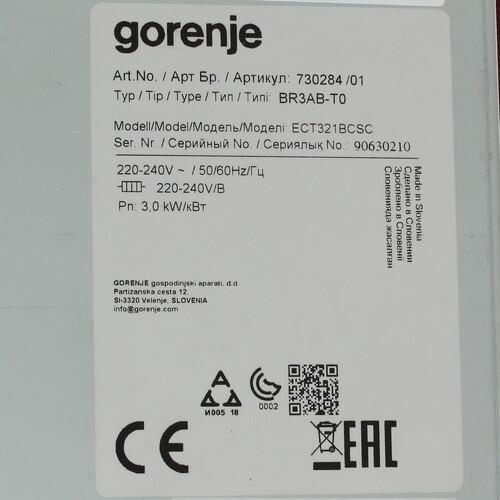 gorenje
Art.No. / Арт Бр. / Артикул: 730284 /01
Typ / Tip / Type / Тип / Типі: BR3AB-T0
Modell/Model/Модель/Моделі ECT321BCSC
Ser. Nr. / Серийный No. / Сериялық No.: 90630210
220-240V ~ / 50/60Hz/Гц
220-240V/В
Pn: 3,0 kW/кВт
Made in Slovenia
Сделано в Словении
Зроблено в Словенії
Словенияда жасалған
GORENJE gospodinjski aparati, d.d.
Partizanska cesta 12,
SI-3320 Velenje, SLOVENIA
info@gorenje.com
И005 18
0002
CE
EAC